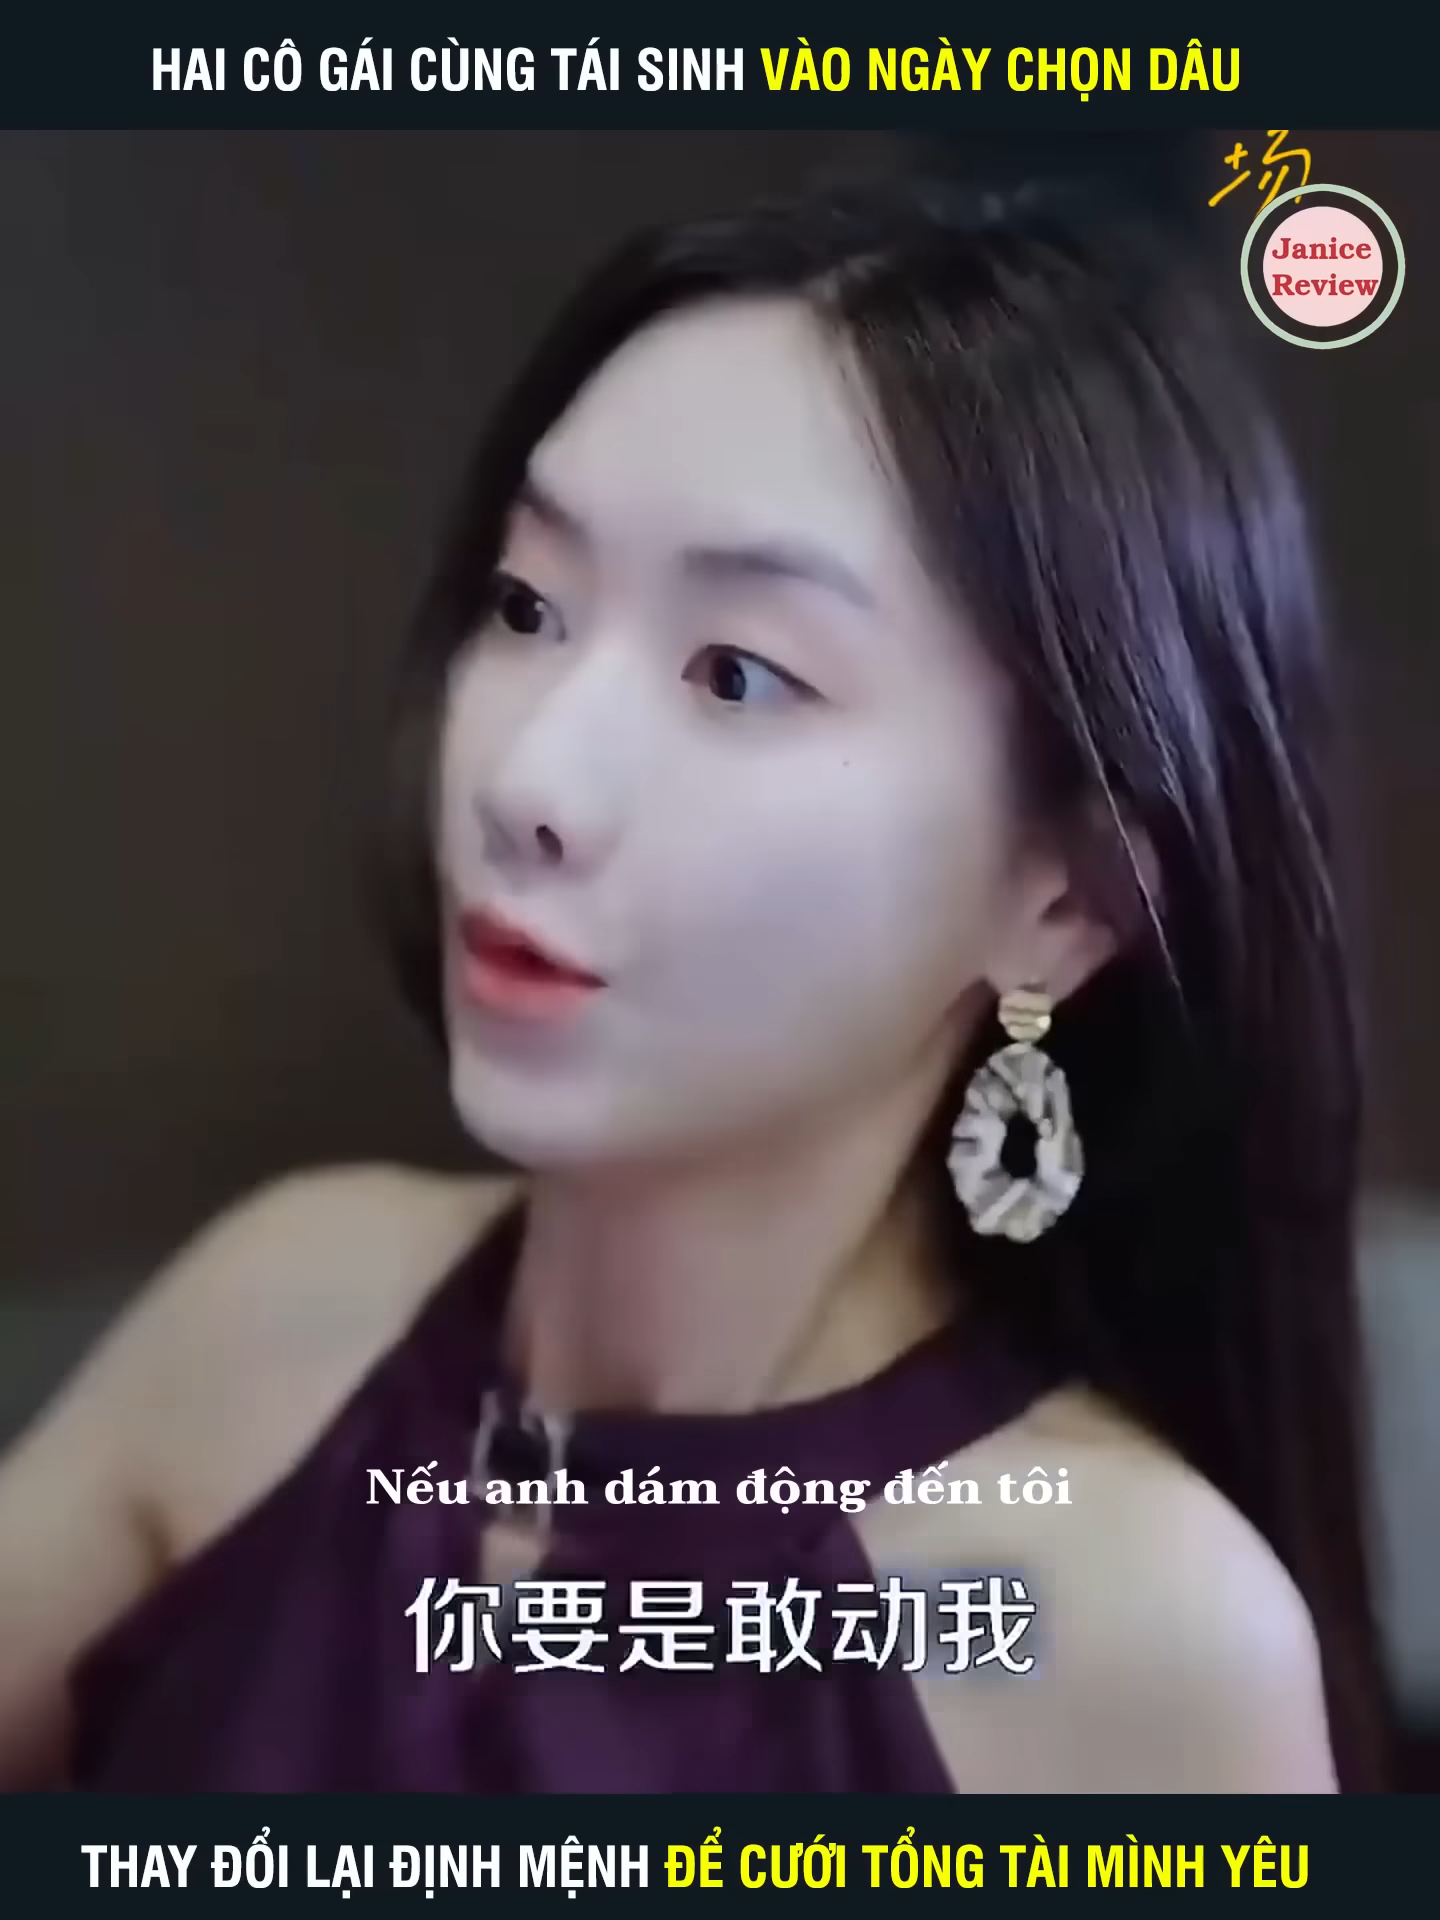 HAI CÔ GÁI CÙNG TÁI SINH VÀO NGÀY CHỌN DÂU
场
Janice
Review
Nếu anh dám động đến tôi
你要是敢动我
THAY ĐỔI LẠI ĐỊNH MỆNH ĐỂ CƯỚI TỔNG TÀI MÌNH YÊU